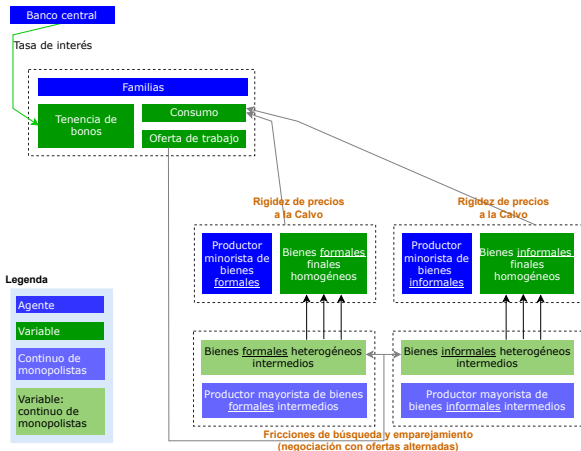 Banco central
Tasa de interés
Familias
Tenencia de
bonos
Consumo
Oferta de trabajo
Rigidez de precios
a la Calvo
Rigidez de precios
a la Calvo
Productor
minorista de
bienes
formales
Bienes formales
finales
homogéneos
Productor
minorista de
bienes
informales
Bienes informales
finales
homogéneos
Legenda
Agente
Variable
Continuo de
monopolistas
Variable:
continuo de
monopolistas
Bienes formales heterogéneos
intermedios
Productor mayorista de bienes
formales intermedios
Bienes informales heterogéneos
intermedios
Productor mayorista de
bienes informales intermedios
Fricciones de búsqueda y emparejamiento
(negociación con ofertas alternadas)